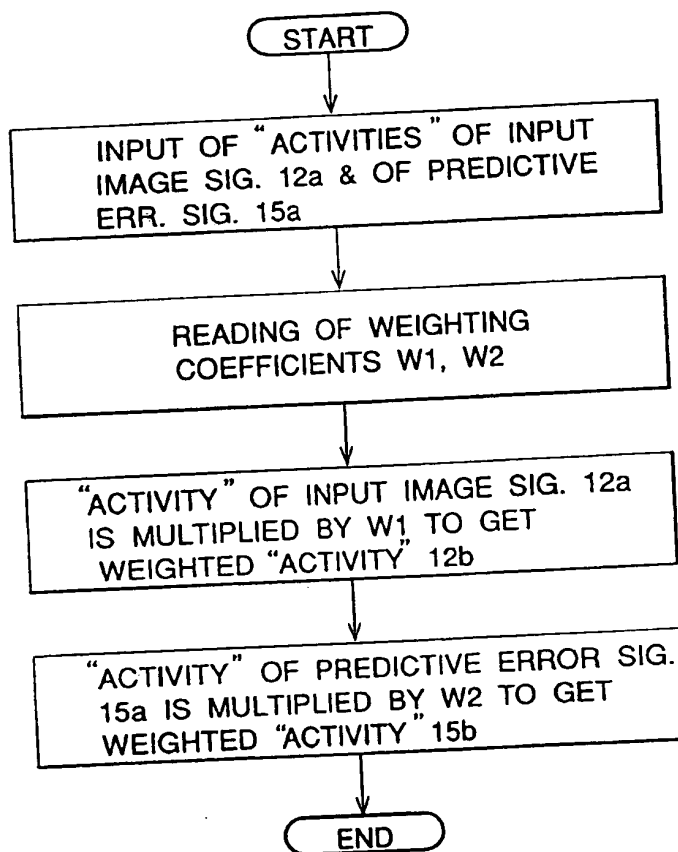 START
INPUT OF "ACTIVITIES" OF INPUT
IMAGE SIG. 12a & OF PREDICTIVE
ERR. SIG. 15a
READING OF WEIGHTING
COEFFICIENTS W1, W2
"ACTIVITY" OF INPUT IMAGE SIG. 12a
IS MULTIPLIED BY W1 TO GET
WEIGHTED "ACTIVITY" 12b
"ACTIVITY" OF PREDICTIVE ERROR SIG.
15a IS MULTIPLIED BY W2 TO GET
WEIGHTED "ACTIVITY" 15b
END